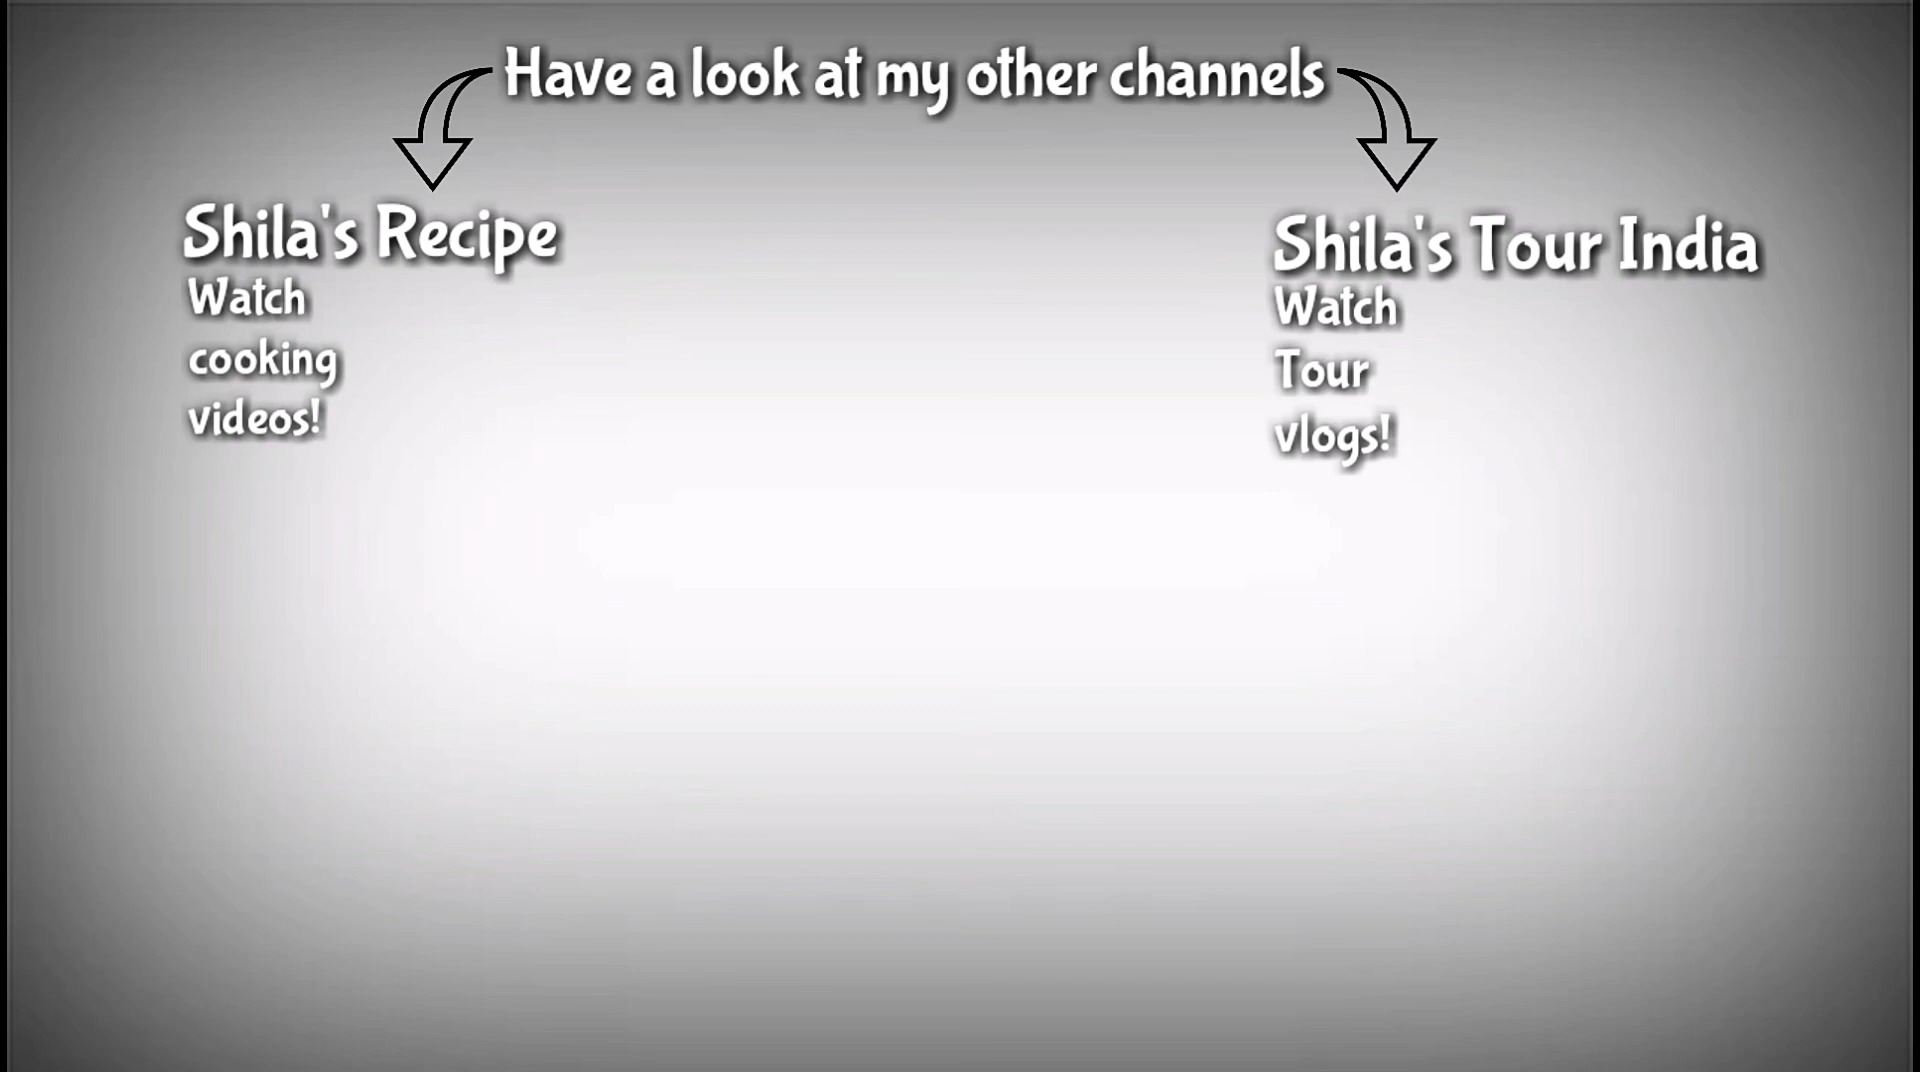 Have a look at my other channels
Shila's Recipe
Watch
cooking
videos!
Shila's Tour India
Watch
Tour
vlogs!